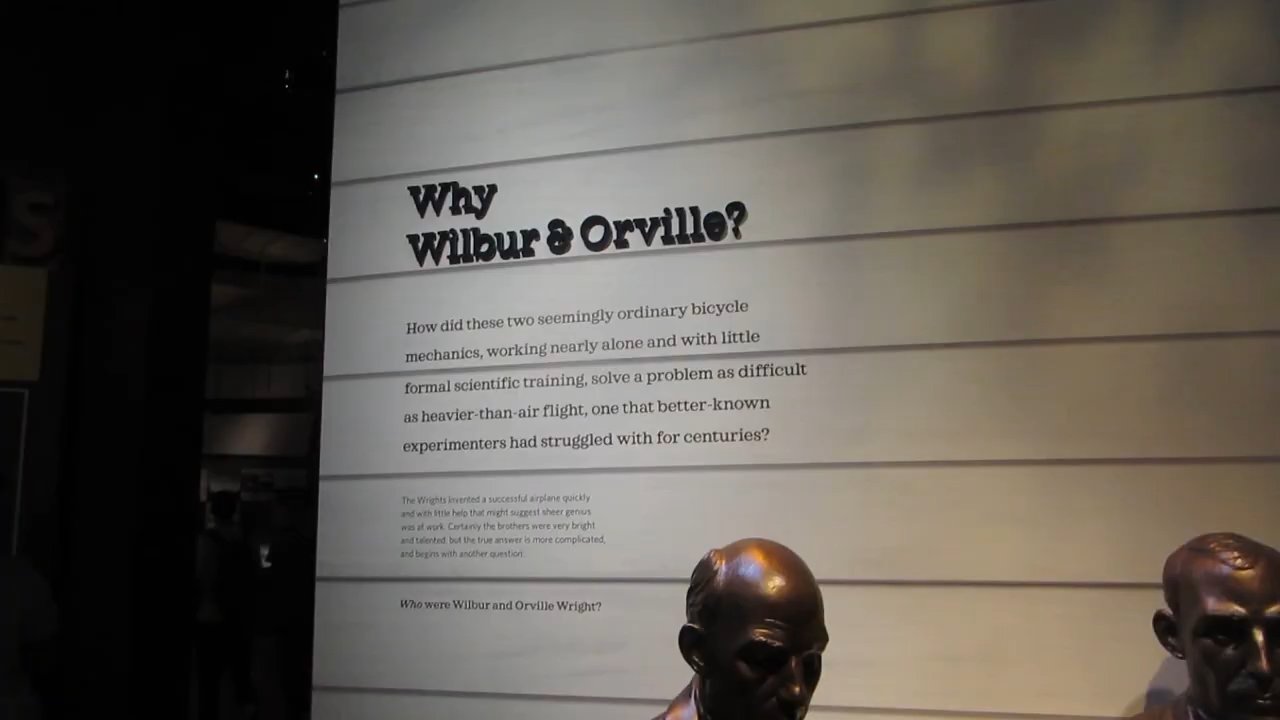 Why
Wilbur & Orville?
How did these two seemingly ordinary bicycle
mechanics, working nearly alone and with little
formal scientific training, solve a problem as difficult
as heavier-than-air flight, one that better-known
experimenters had struggled with for centuries?
The Wrights invented a successful airplane quickly
and with little help that might suggest sheer genius
was at work. Certainly the brothers were very bright
and talented, but the true answer is more complicated,
and begins with another question:
Who were Wilbur and Orville Wright?